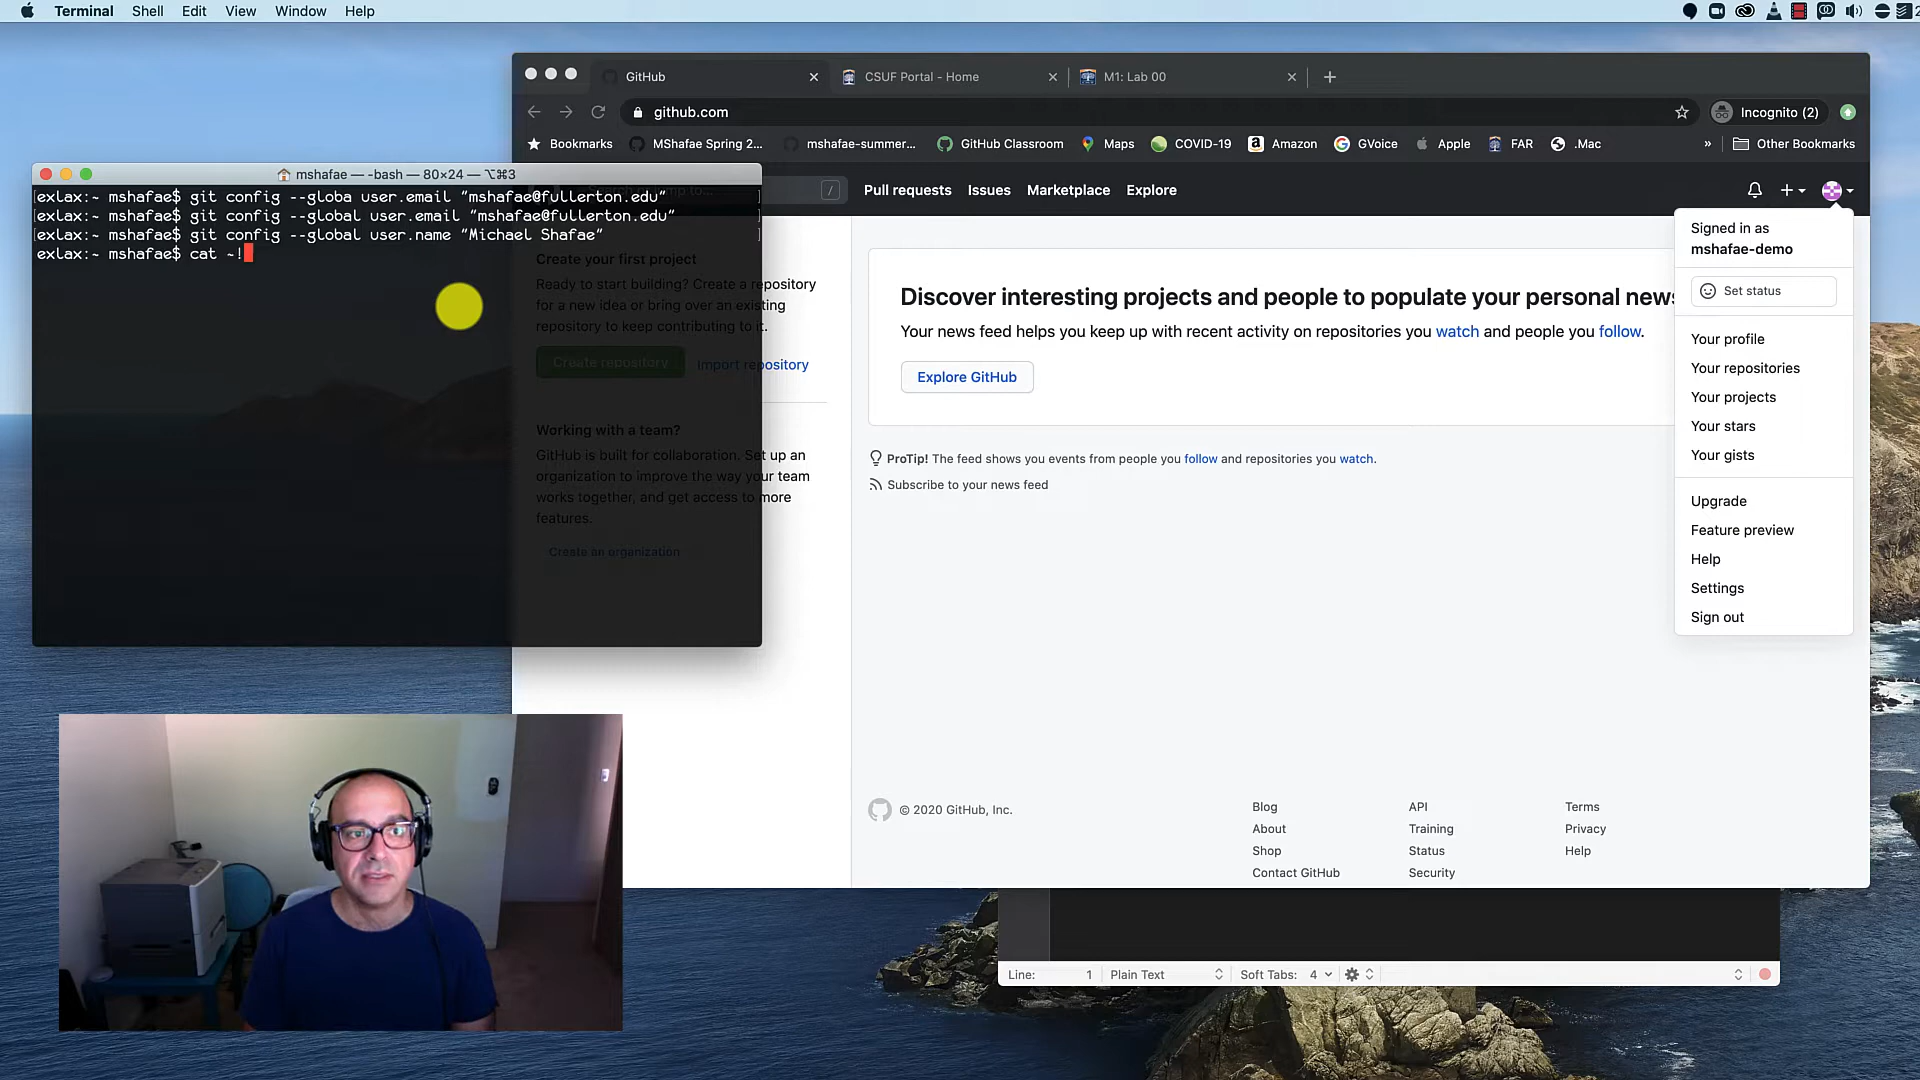 Terminal Shell Edit View Window Help
GitHub
CSUF Portal - Home
M1: Lab 00
github.com
Incognito (2)
Bookmarks
MShafae Spring 2...
mshafae-summer...
GitHub Classroom
Maps
COVID-19
Amazon
GVoice
Apple
FAR
.Mac
»
Other Bookmarks
mshafae — -bash — 80×24 — ⌥⌘3
exlax:~ mshafae$ git config --globa user.email “mshafae@fullerton.edu”
exlax:~ mshafae$ git config --global user.email “mshafae@fullerton.edu”
exlax:~ mshafae$ git config --global user.name “Michael Shafae”
exlax:~ mshafae$ cat ~!
/
Pull requests Issues Marketplace Explore
Create your first project
Ready to start building? Create a repository
for a new idea or bring over an existing
repository to keep contributing to it.
Create repository
Import repository
Working with a team?
GitHub is built for collaboration. Set up an
organization to improve the way your team
works together, and get access to more
features.
Create an organization
Discover interesting projects and people to populate your personal news
Your news feed helps you keep up with recent activity on repositories you watch and people you follow.
Explore GitHub
ProTip! The feed shows you events from people you follow and repositories you watch.
Subscribe to your news feed
Signed in as
mshafae-demo
Set status
Your profile
Your repositories
Your projects
Your stars
Your gists
Upgrade
Feature preview
Help
Settings
Sign out
© 2020 GitHub, Inc.
Blog
About
Shop
Contact GitHub
API
Training
Status
Security
Terms
Privacy
Help
Line: 1
Plain Text
Soft Tabs: 4